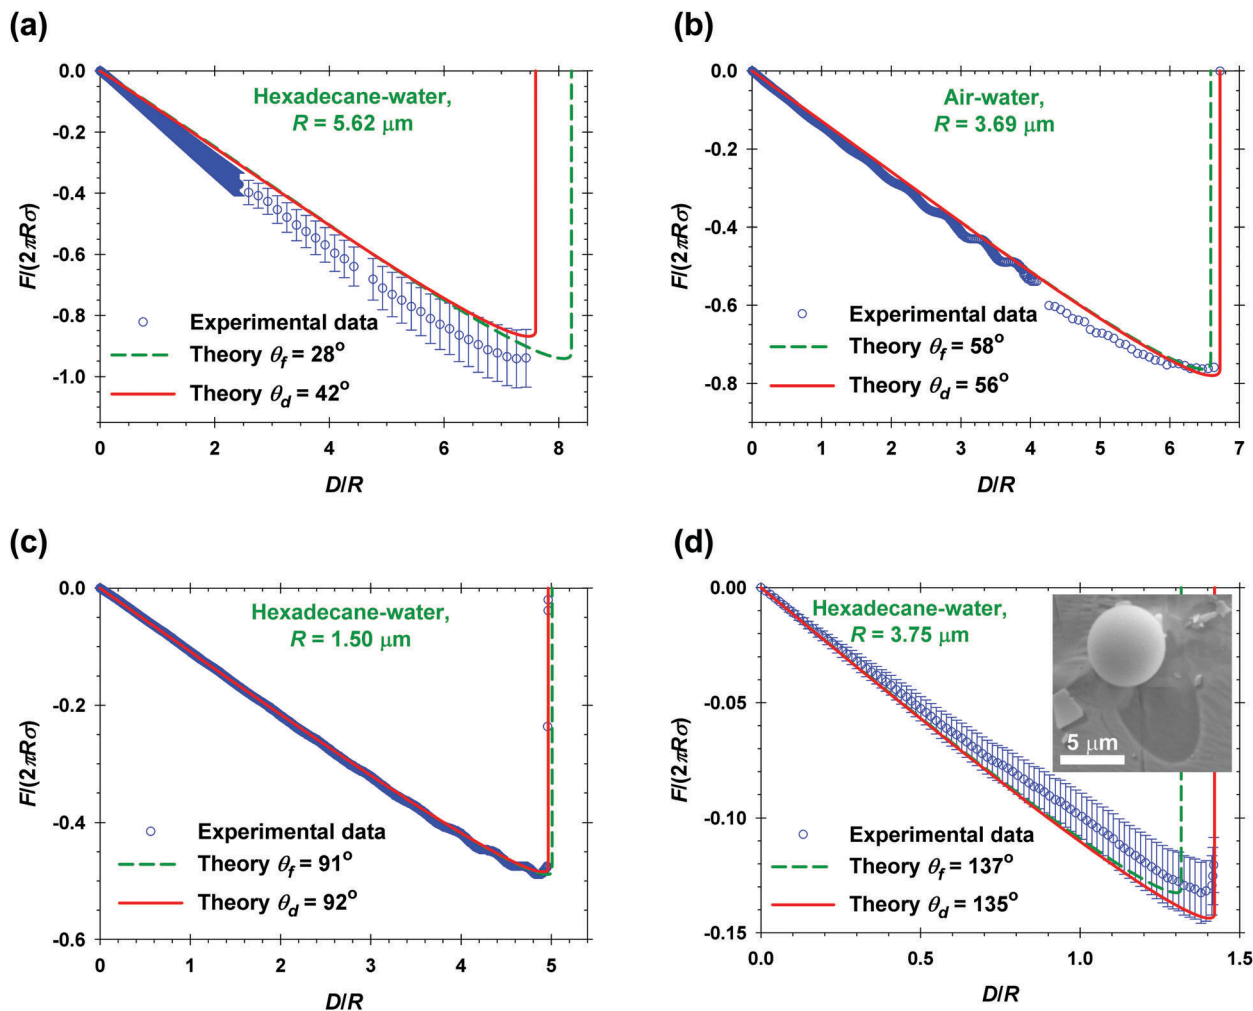 (a)
Hexadecane-water,
R = 5.62 μm
0.0
-0.2
-0.4
-0.6
-0.8
-1.0
F/(2πRσ)
Experimental data
Theory θf = 28°
Theory θd = 42°
0 2 4 6 8
D/R
(b)
Air-water,
R = 3.69 μm
0.0
-0.2
-0.4
-0.6
-0.8
F/(2πRσ)
Experimental data
Theory θf = 58°
Theory θd = 56°
0 1 2 3 4 5 6 7
D/R
(c)
Hexadecane-water,
R = 1.50 μm
0.0
-0.2
-0.4
-0.6
F/(2πRσ)
Experimental data
Theory θf = 91°
Theory θd = 92°
0 1 2 3 4 5
D/R
(d)
Hexadecane-water,
R = 3.75 μm
0.00
-0.05
-0.10
-0.15
F/(2πRσ)
5 μm
Experimental data
Theory θf = 137°
Theory θd = 135°
0.0 0.5 1.0 1.5
D/R